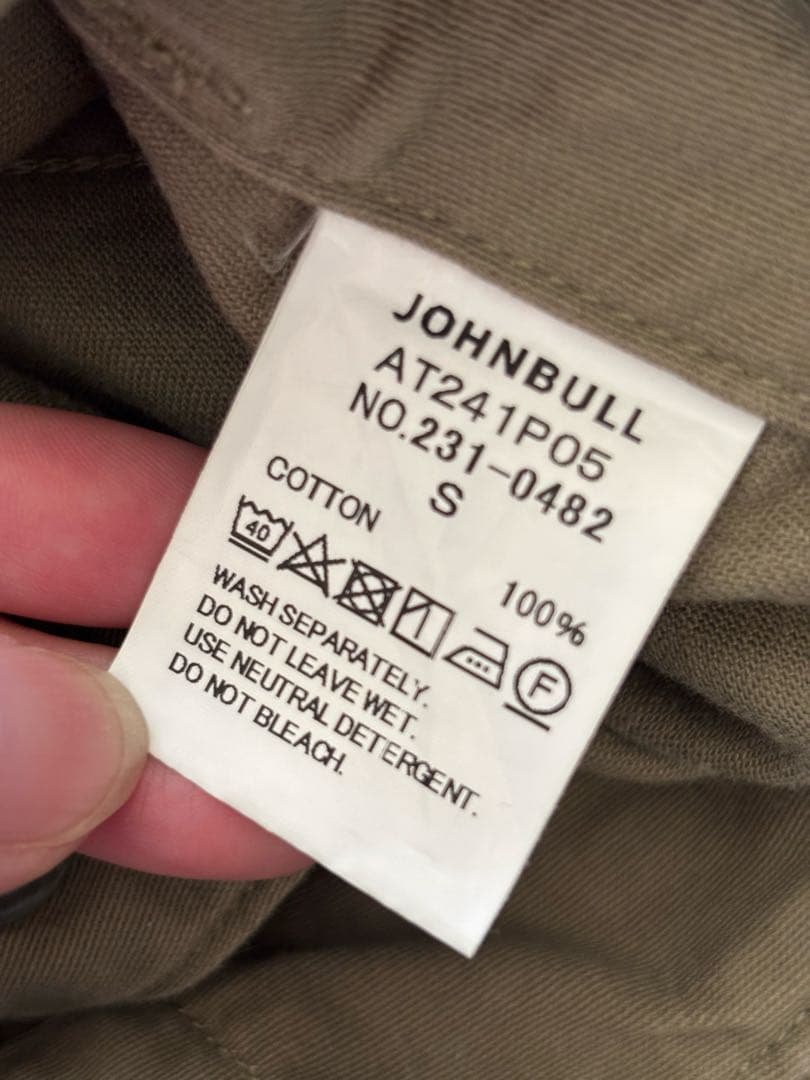 JOHNBULL
AT241P05
NO.231-0482
S
COTTON 100%
40 F
WASH SEPARATELY.
DO NOT LEAVE WET.
USE NEUTRAL DETERGENT.
DO NOT BLEACH.